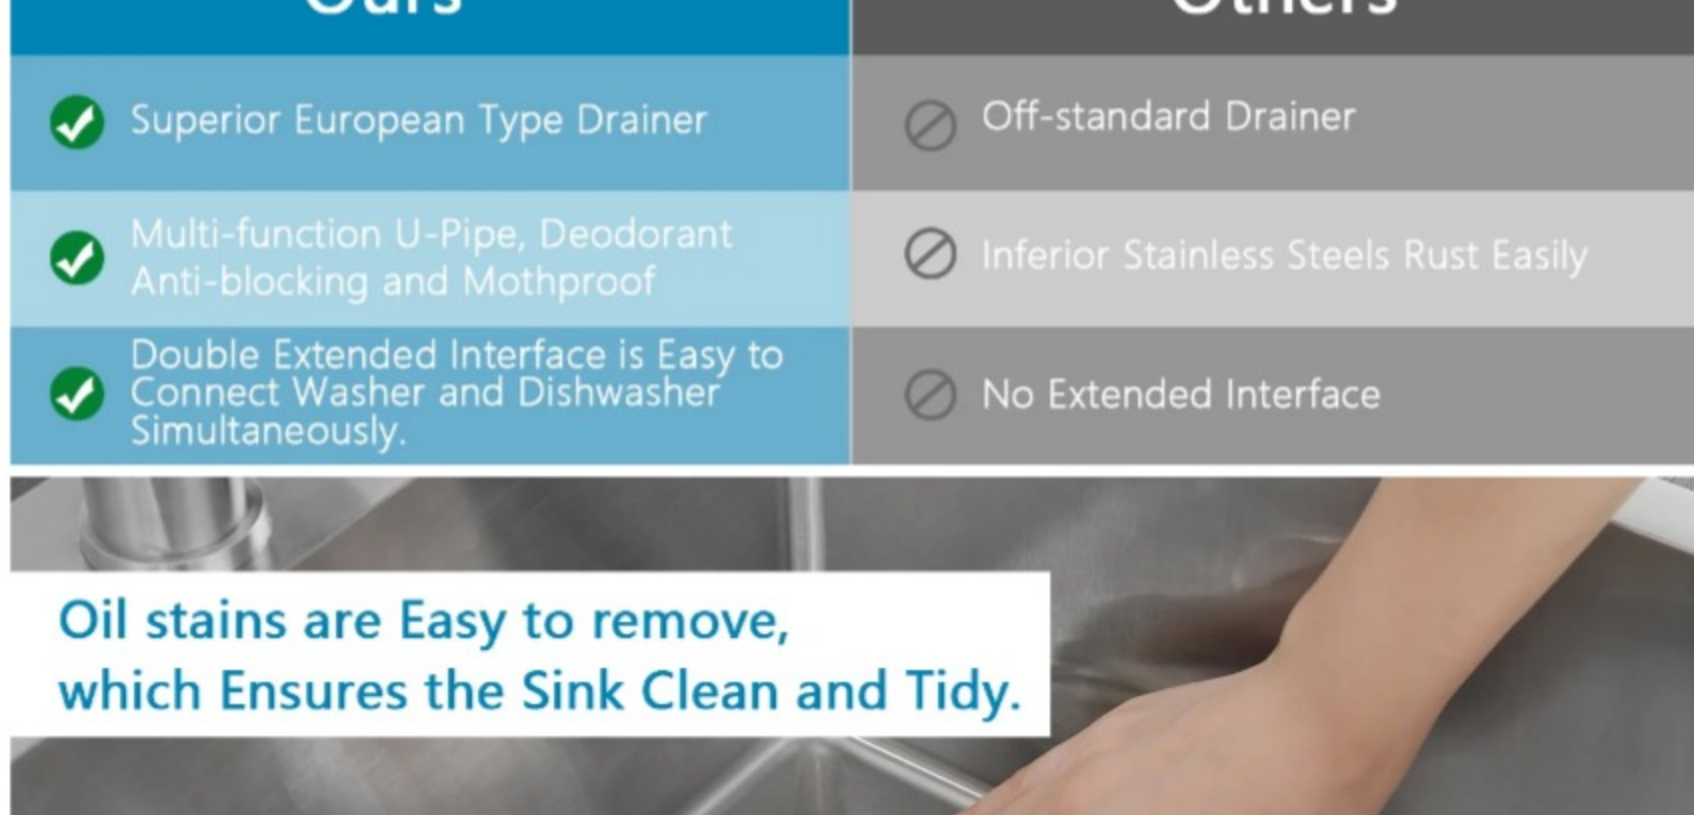 Ours
Others
Superior European Type Drainer
Off-standard Drainer
Multi-function U-Pipe, Deodorant
Anti-blocking and Mothproof
Inferior Stainless Steels Rust Easily
Double Extended Interface is Easy to
Connect Washer and Dishwasher
Simultaneously.
No Extended Interface
Oil stains are Easy to remove,
which Ensures the Sink Clean and Tidy.